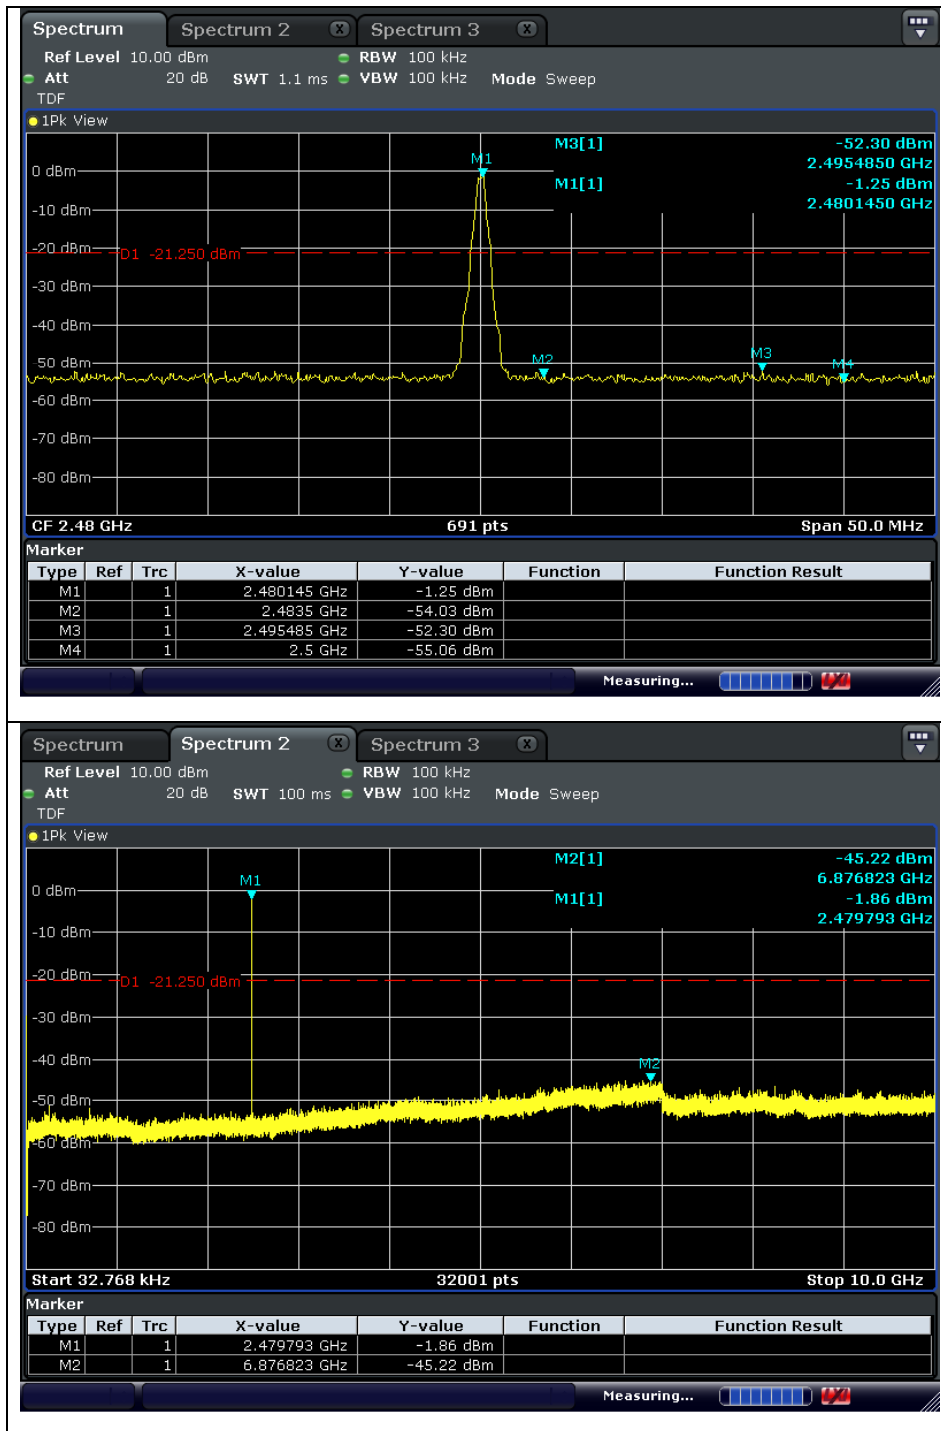 Spectrum Spectrum 2 X Spectrum 3 X
Ref Level 10.00 dBm RBW 100 kHz
Att 20 dB SWT 1.1 ms VBW 100 kHz Mode Sweep
TDF
1Pk View
M3[1] -52.30 dBm
2.4954850 GHz
M1[1] -1.25 dBm
2.4801450 GHz
M1
0 dBm
-10 dBm
-20 dBm
D1 -21.250 dBm
-30 dBm
-40 dBm
-50 dBm
M2 M3 M4
-60 dBm
-70 dBm
-80 dBm
CF 2.48 GHz 691 pts Span 50.0 MHz
Marker
Type Ref Trc X-value Y-value Function Function Result
M1 1 2.480145 GHz -1.25 dBm
M2 1 2.4835 GHz -54.03 dBm
M3 1 2.495485 GHz -52.30 dBm
M4 1 2.5 GHz -55.06 dBm
Measuring...
Spectrum Spectrum 2 X Spectrum 3 X
Ref Level 10.00 dBm RBW 100 kHz
Att 20 dB SWT 100 ms VBW 100 kHz Mode Sweep
TDF
1Pk View
M2[1] -45.22 dBm
6.876823 GHz
M1[1] -1.86 dBm
2.479793 GHz
M1
0 dBm
-10 dBm
-20 dBm
D1 -21.250 dBm
-30 dBm
-40 dBm
M2
-50 dBm
-60 dBm
-70 dBm
-80 dBm
Start 32.768 kHz 32001 pts Stop 10.0 GHz
Marker
Type Ref Trc X-value Y-value Function Function Result
M1 1 2.479793 GHz -1.86 dBm
M2 1 6.876823 GHz -45.22 dBm
Measuring...